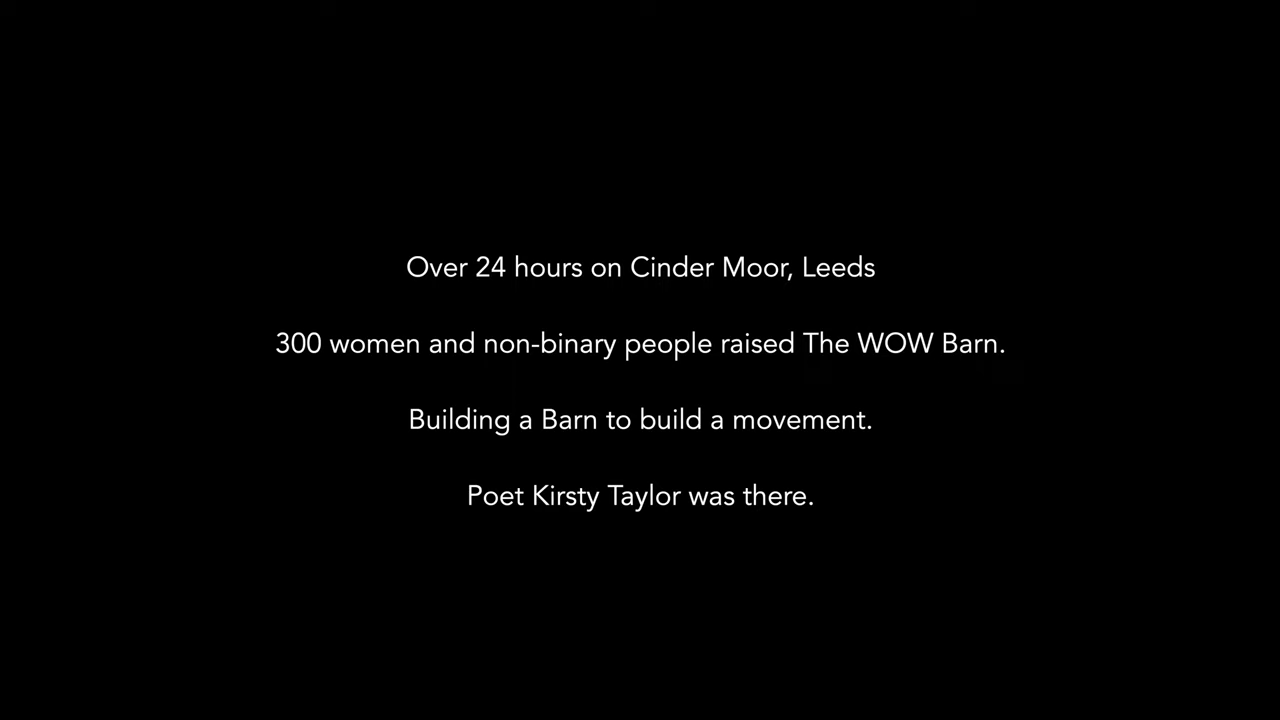 Over 24 hours on Cinder Moor, Leeds
300 women and non-binary people raised The WOW Barn.
Building a Barn to build a movement.
Poet Kirsty Taylor was there.